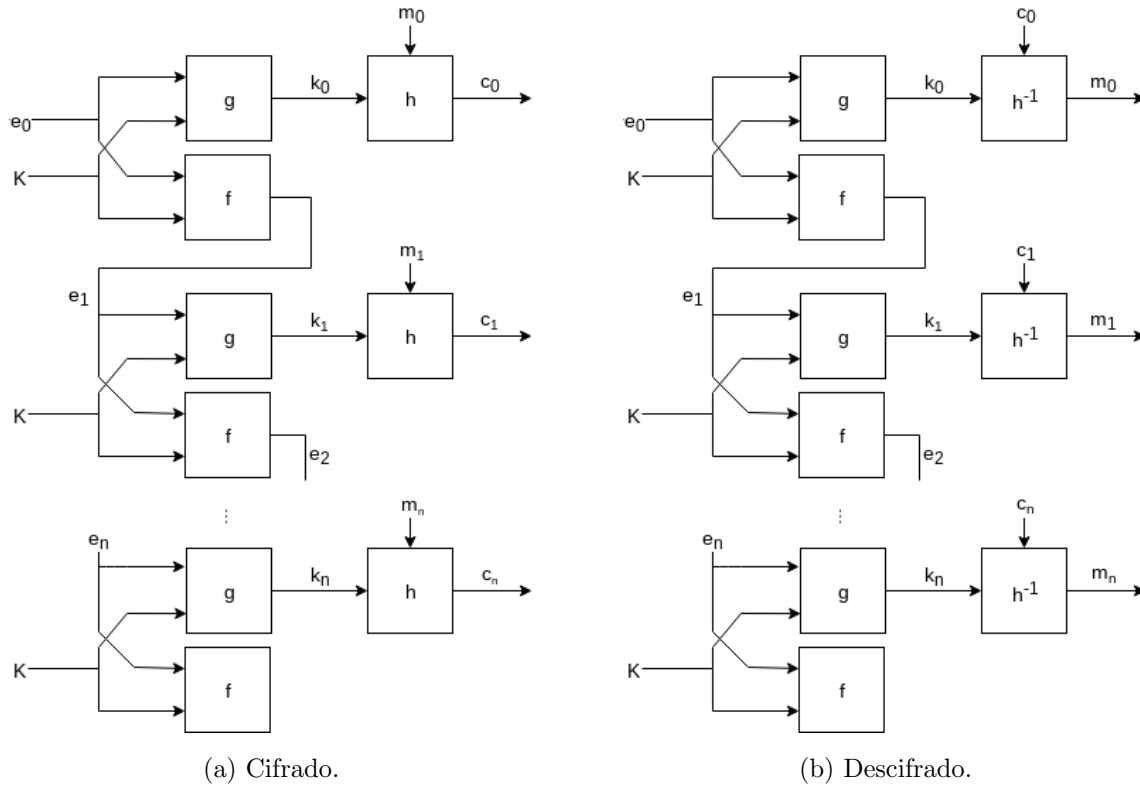 m₀ c₀
g k₀ h c₀ g k₀ h⁻¹ m₀
e₀ e₀
K f K f
m₁ c₁
e₁ e₁
g k₁ h c₁ g k₁ h⁻¹ m₁
K f K f
e₂ e₂
mₙ cₙ
eₙ eₙ
g kₙ h cₙ g kₙ h⁻¹ mₙ
K f K f
(a) Cifrado. (b) Descifrado.